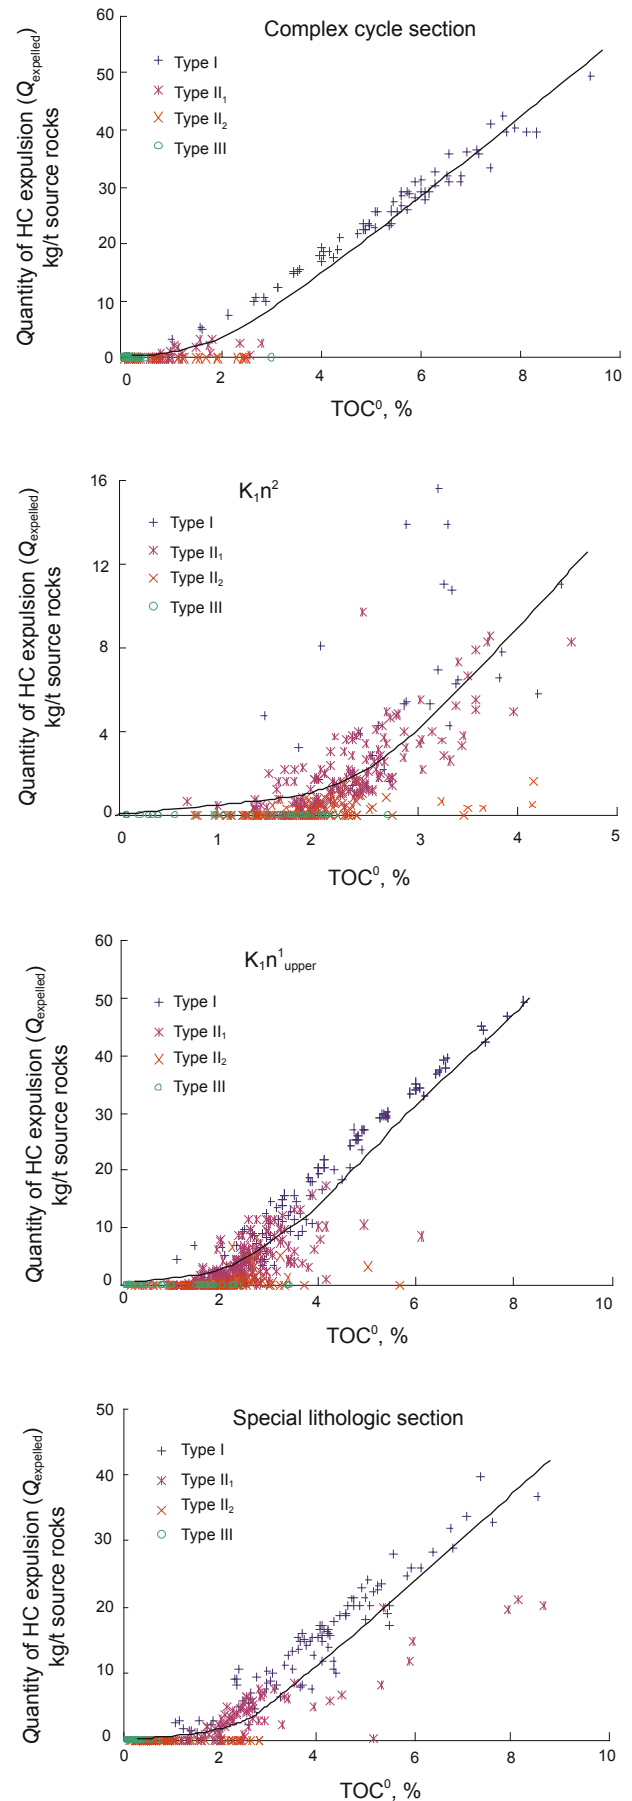 Complex cycle section
Quantity of HC expulsion (Qexpelled)
kg/t source rocks
60
50
40
30
20
10
0
Type I
Type II1
Type II2
Type III
0
2
4
6
8
10
TOC0, %
K1n2
Quantity of HC expulsion (Qexpelled)
kg/t source rocks
16
12
8
4
0
Type I
Type II1
Type II2
Type III
0
1
2
3
4
5
TOC0, %
K1n1upper
Quantity of HC expulsion (Qexpelled)
kg/t source rocks
60
50
40
30
20
10
0
Type I
Type II1
Type II2
Type III
0
2
4
6
8
10
TOC0, %
Special lithologic section
Quantity of HC expulsion (Qexpelled)
kg/t source rocks
50
40
30
20
10
0
Type I
Type II1
Type II2
Type III
0
2
4
6
8
10
TOC0, %